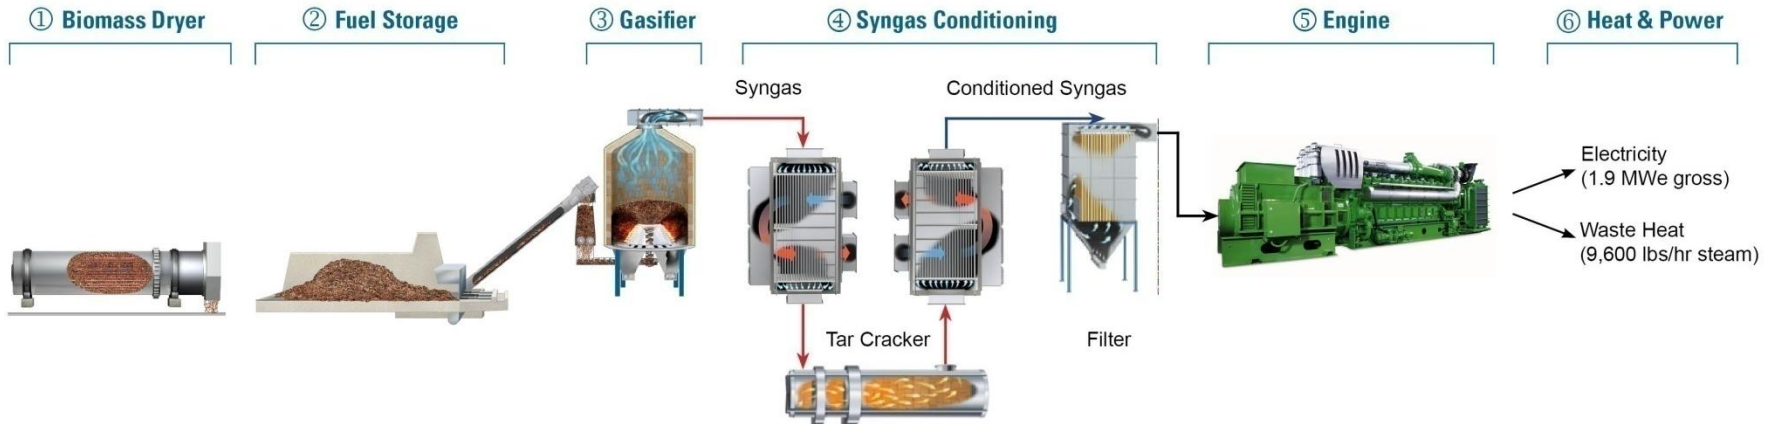 ① Biomass Dryer
② Fuel Storage
③ Gasifier
④ Syngas Conditioning
⑤ Engine
⑥ Heat & Power
Syngas
Conditioned Syngas
Electricity
(1.9 MWe gross)
Waste Heat
(9,600 lbs/hr steam)
Tar Cracker
Filter